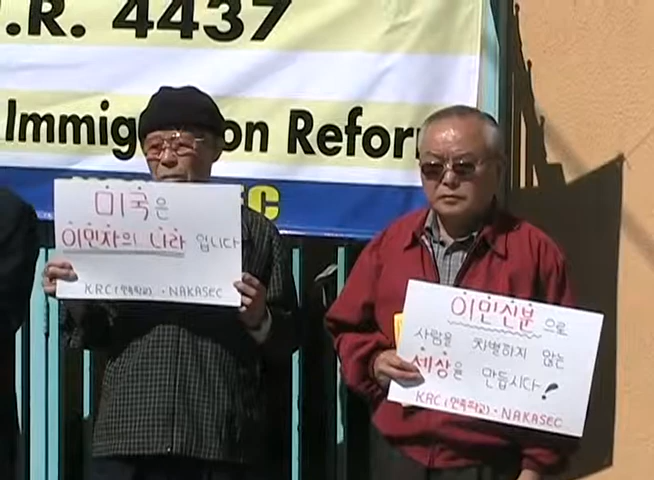 .R. 4437
Immigration Reform
미국은
이민자의 나라 입니다
KRC (민족학교) · NAKASEC
이민신분으로
사람을 차별하지 않는
세상을 만듭시다!
KRC (민족학교) · NAKASEC